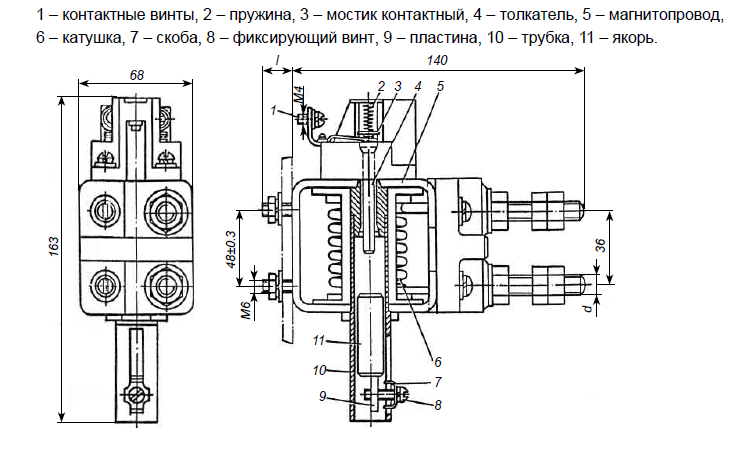 1 – контактные винты, 2 – пружина, 3 – мостик контактный, 4 – толкатель, 5 – магнитопровод,
6 – катушка, 7 – скоба, 8 – фиксирующий винт, 9 – пластина, 10 – трубка, 11 – якорь.
68
l
140
M4
1
2
3
4
5
163
48±0.3
36
M6
d
11
10
9
6
7
8